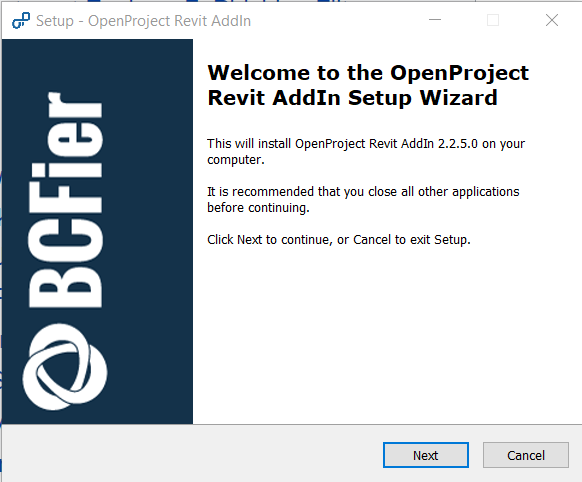 Setup - OpenProject Revit AddIn
BCFier
Welcome to the OpenProject
Revit AddIn Setup Wizard
This will install OpenProject Revit AddIn 2.2.5.0 on your
computer.
It is recommended that you close all other applications
before continuing.
Click Next to continue, or Cancel to exit Setup.
Next
Cancel